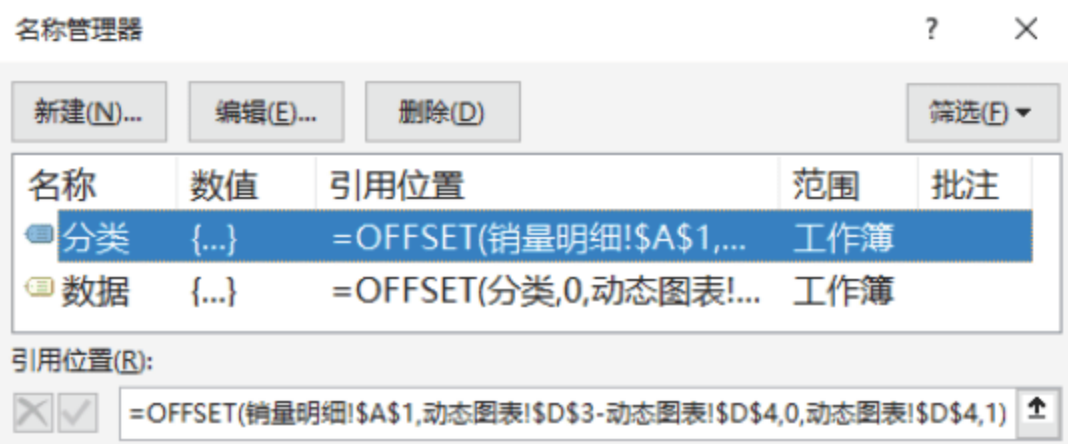 名称管理器 ? ×
新建(N)... 编辑(E)... 删除(D) 筛选(F)
名称 数值 引用位置 范围 批注
分类 {...} =OFFSET(销量明细!$A$1,... 工作簿
数据 {...} =OFFSET(分类,0,动态图表!... 工作簿
引用位置(R):
=OFFSET(销量明细!$A$1,动态图表!$D$3-动态图表!$D$4,0,动态图表!$D$4,1)